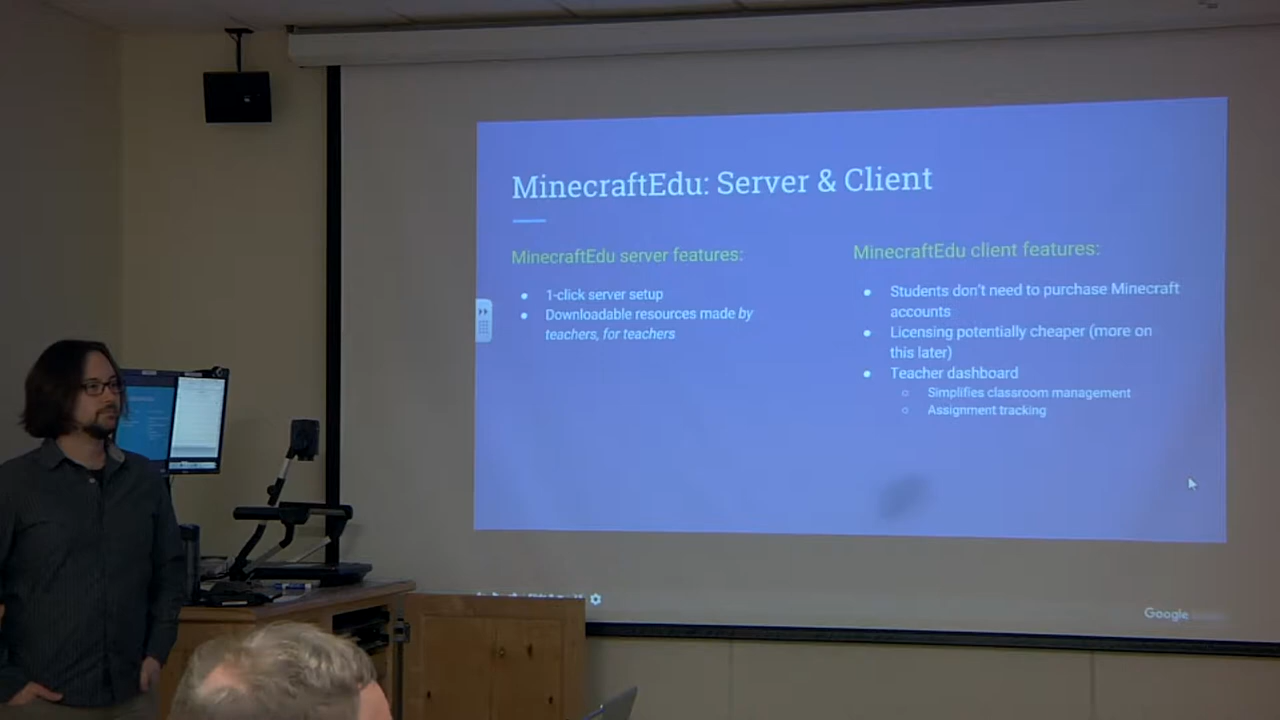 MinecraftEdu: Server & Client
MinecraftEdu server features:
1-click server setup
Downloadable resources made by
teachers, for teachers
MinecraftEdu client features:
Students don't need to purchase Minecraft
accounts
Licensing potentially cheaper (more on
this later)
Teacher dashboard
Simplifies classroom management
Assignment tracking
Google